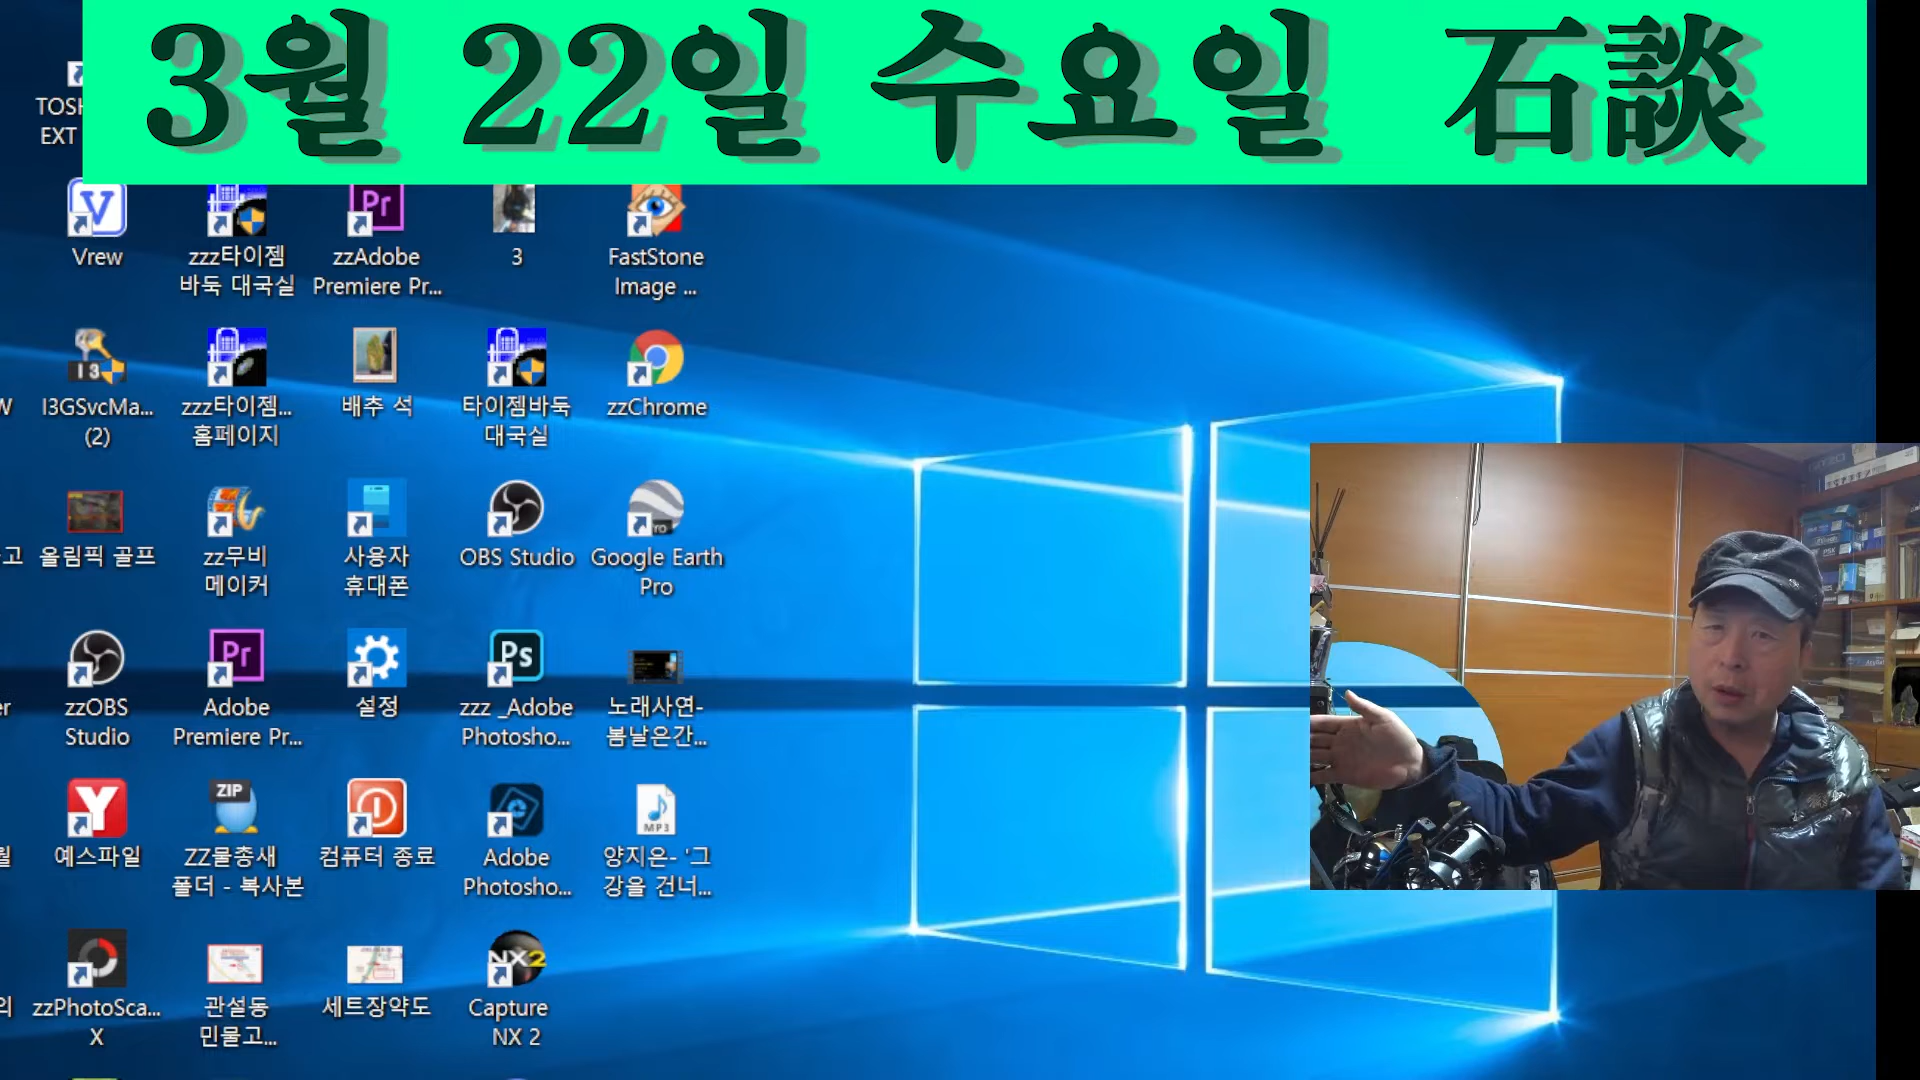 3월 22일 수요일 石談
TOSH
EXT
Vrew
zzz타이젬
바둑 대국실
zzAdobe
Premiere Pr...
3
FastStone
Image ...
I3GSvcMa...
(2)
zzz타이젬...
홈페이지
배추 석
타이젬바둑
대국실
zzChrome
고
올림픽 골프
zz무비
메이커
사용자
휴대폰
OBS Studio
Google Earth
Pro
er
zzOBS
Studio
Adobe
Premiere Pr...
설정
zzz _Adobe
Photosho...
노래사연-
봄날은간...
예스파일
ZIP
ZZ물총새
폴더 - 복사본
컴퓨터 종료
Adobe
Photosho...
MP3
양지은- '그
강을 건너...
의
zzPhotoSca...
X
관설동
민물고...
세트장약도
NX2
Capture
NX 2